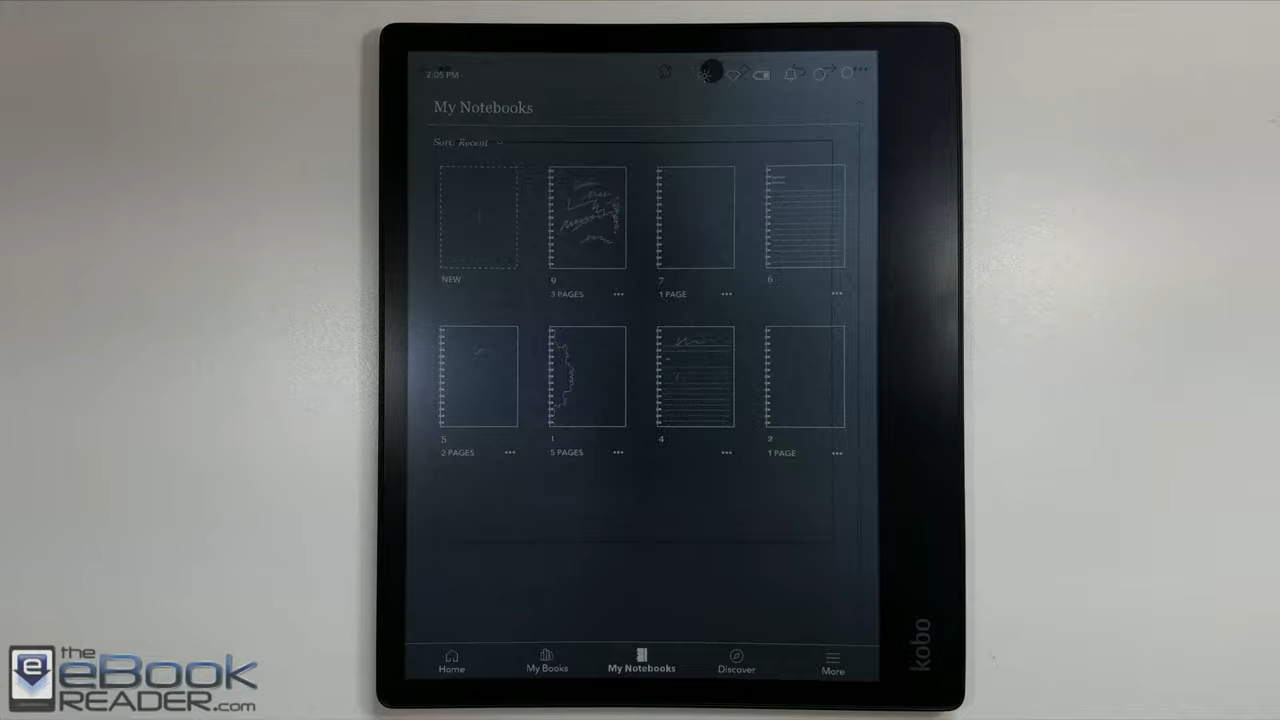 2:05 PM
My Notebooks
Sort: Recent
NEW
9
3 PAGES
7
1 PAGE
6
5
2 PAGES
1
5 PAGES
4
2
1 PAGE
Home
My Books
My Notebooks
Discover
More
kobo
the
eBook
READER.com